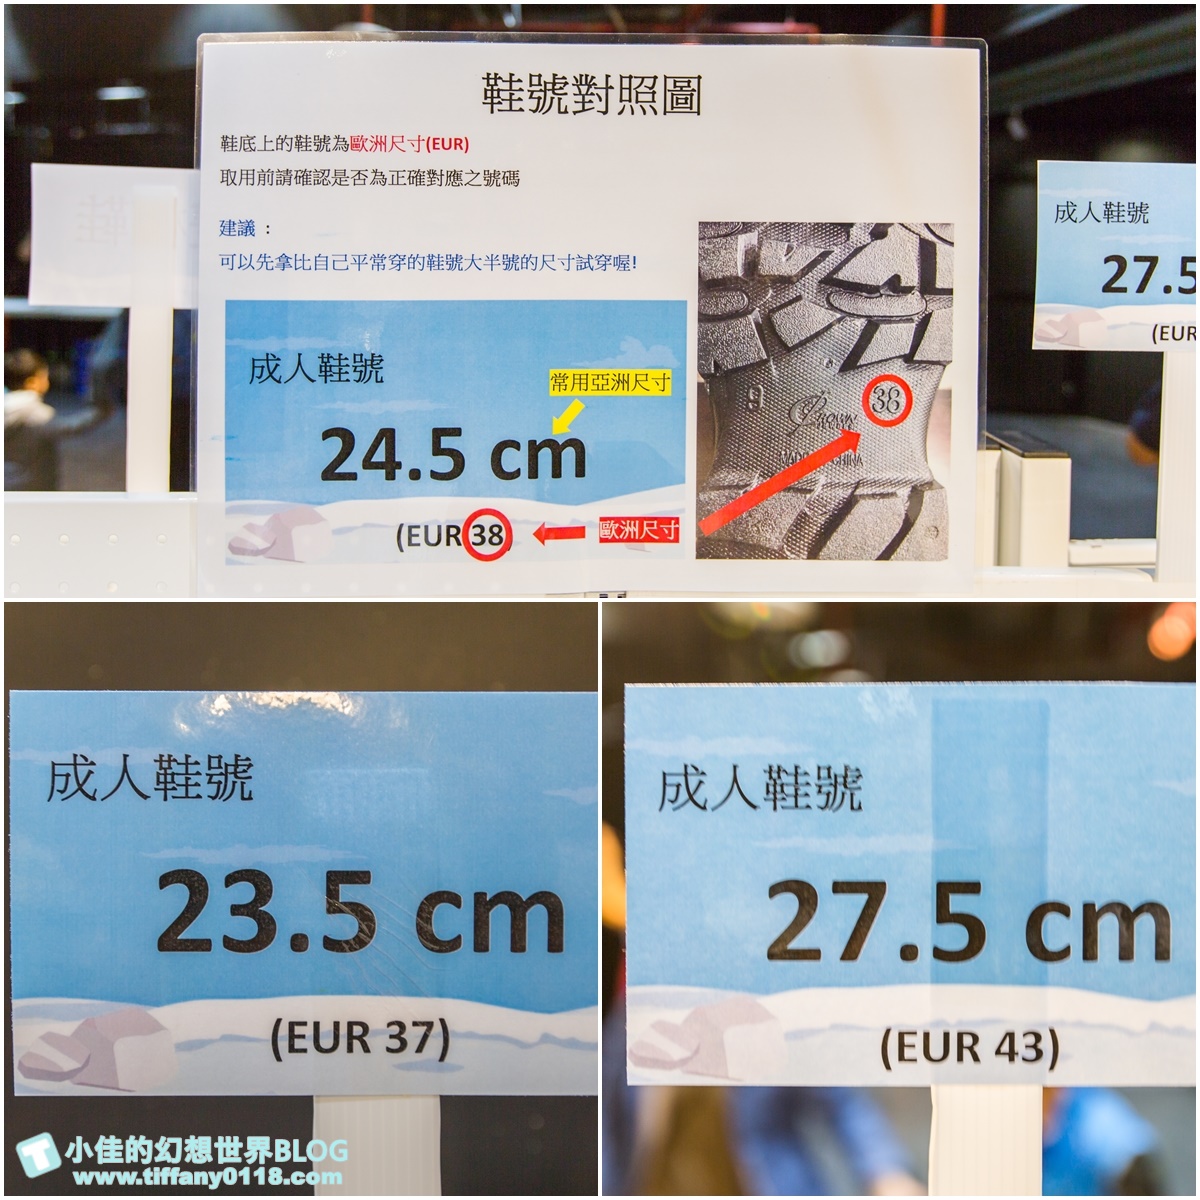 鞋號對照圖
鞋底上的鞋號為歐洲尺寸(EUR)
取用前請確認是否為正確對應之號碼
建議：
可以先拿比自己平常穿的鞋號大半號的尺寸試穿喔!
成人鞋號
常用亞洲尺寸
24.5 cm
(EUR 38)
歐洲尺寸
38
MADE CHINA
成人鞋號
27.5
(EUR
成人鞋號
23.5 cm
(EUR 37)
成人鞋號
27.5 cm
(EUR 43)
小佳的幻想世界BLOG
www.tiffany0118.com